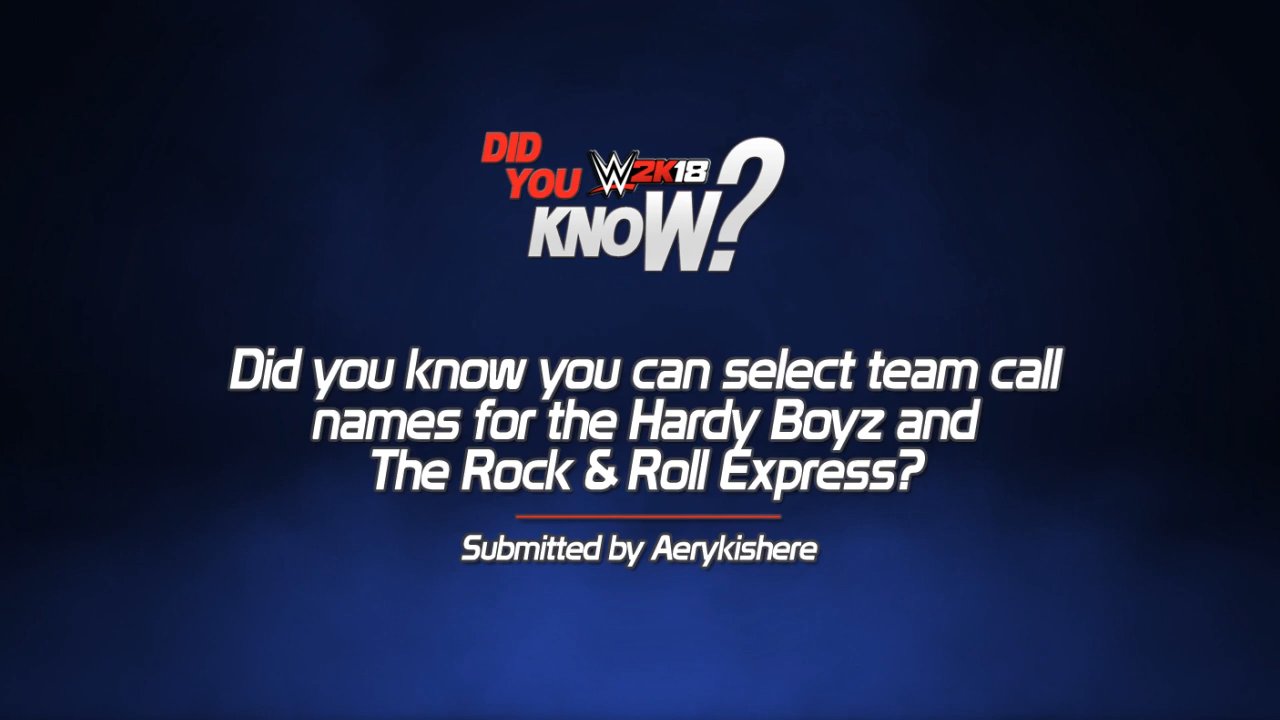 DID
YOU W 2K18
KNOW?
Did you know you can select team call
names for the Hardy Boyz and
The Rock & Roll Express?
Submitted by Aerykishere